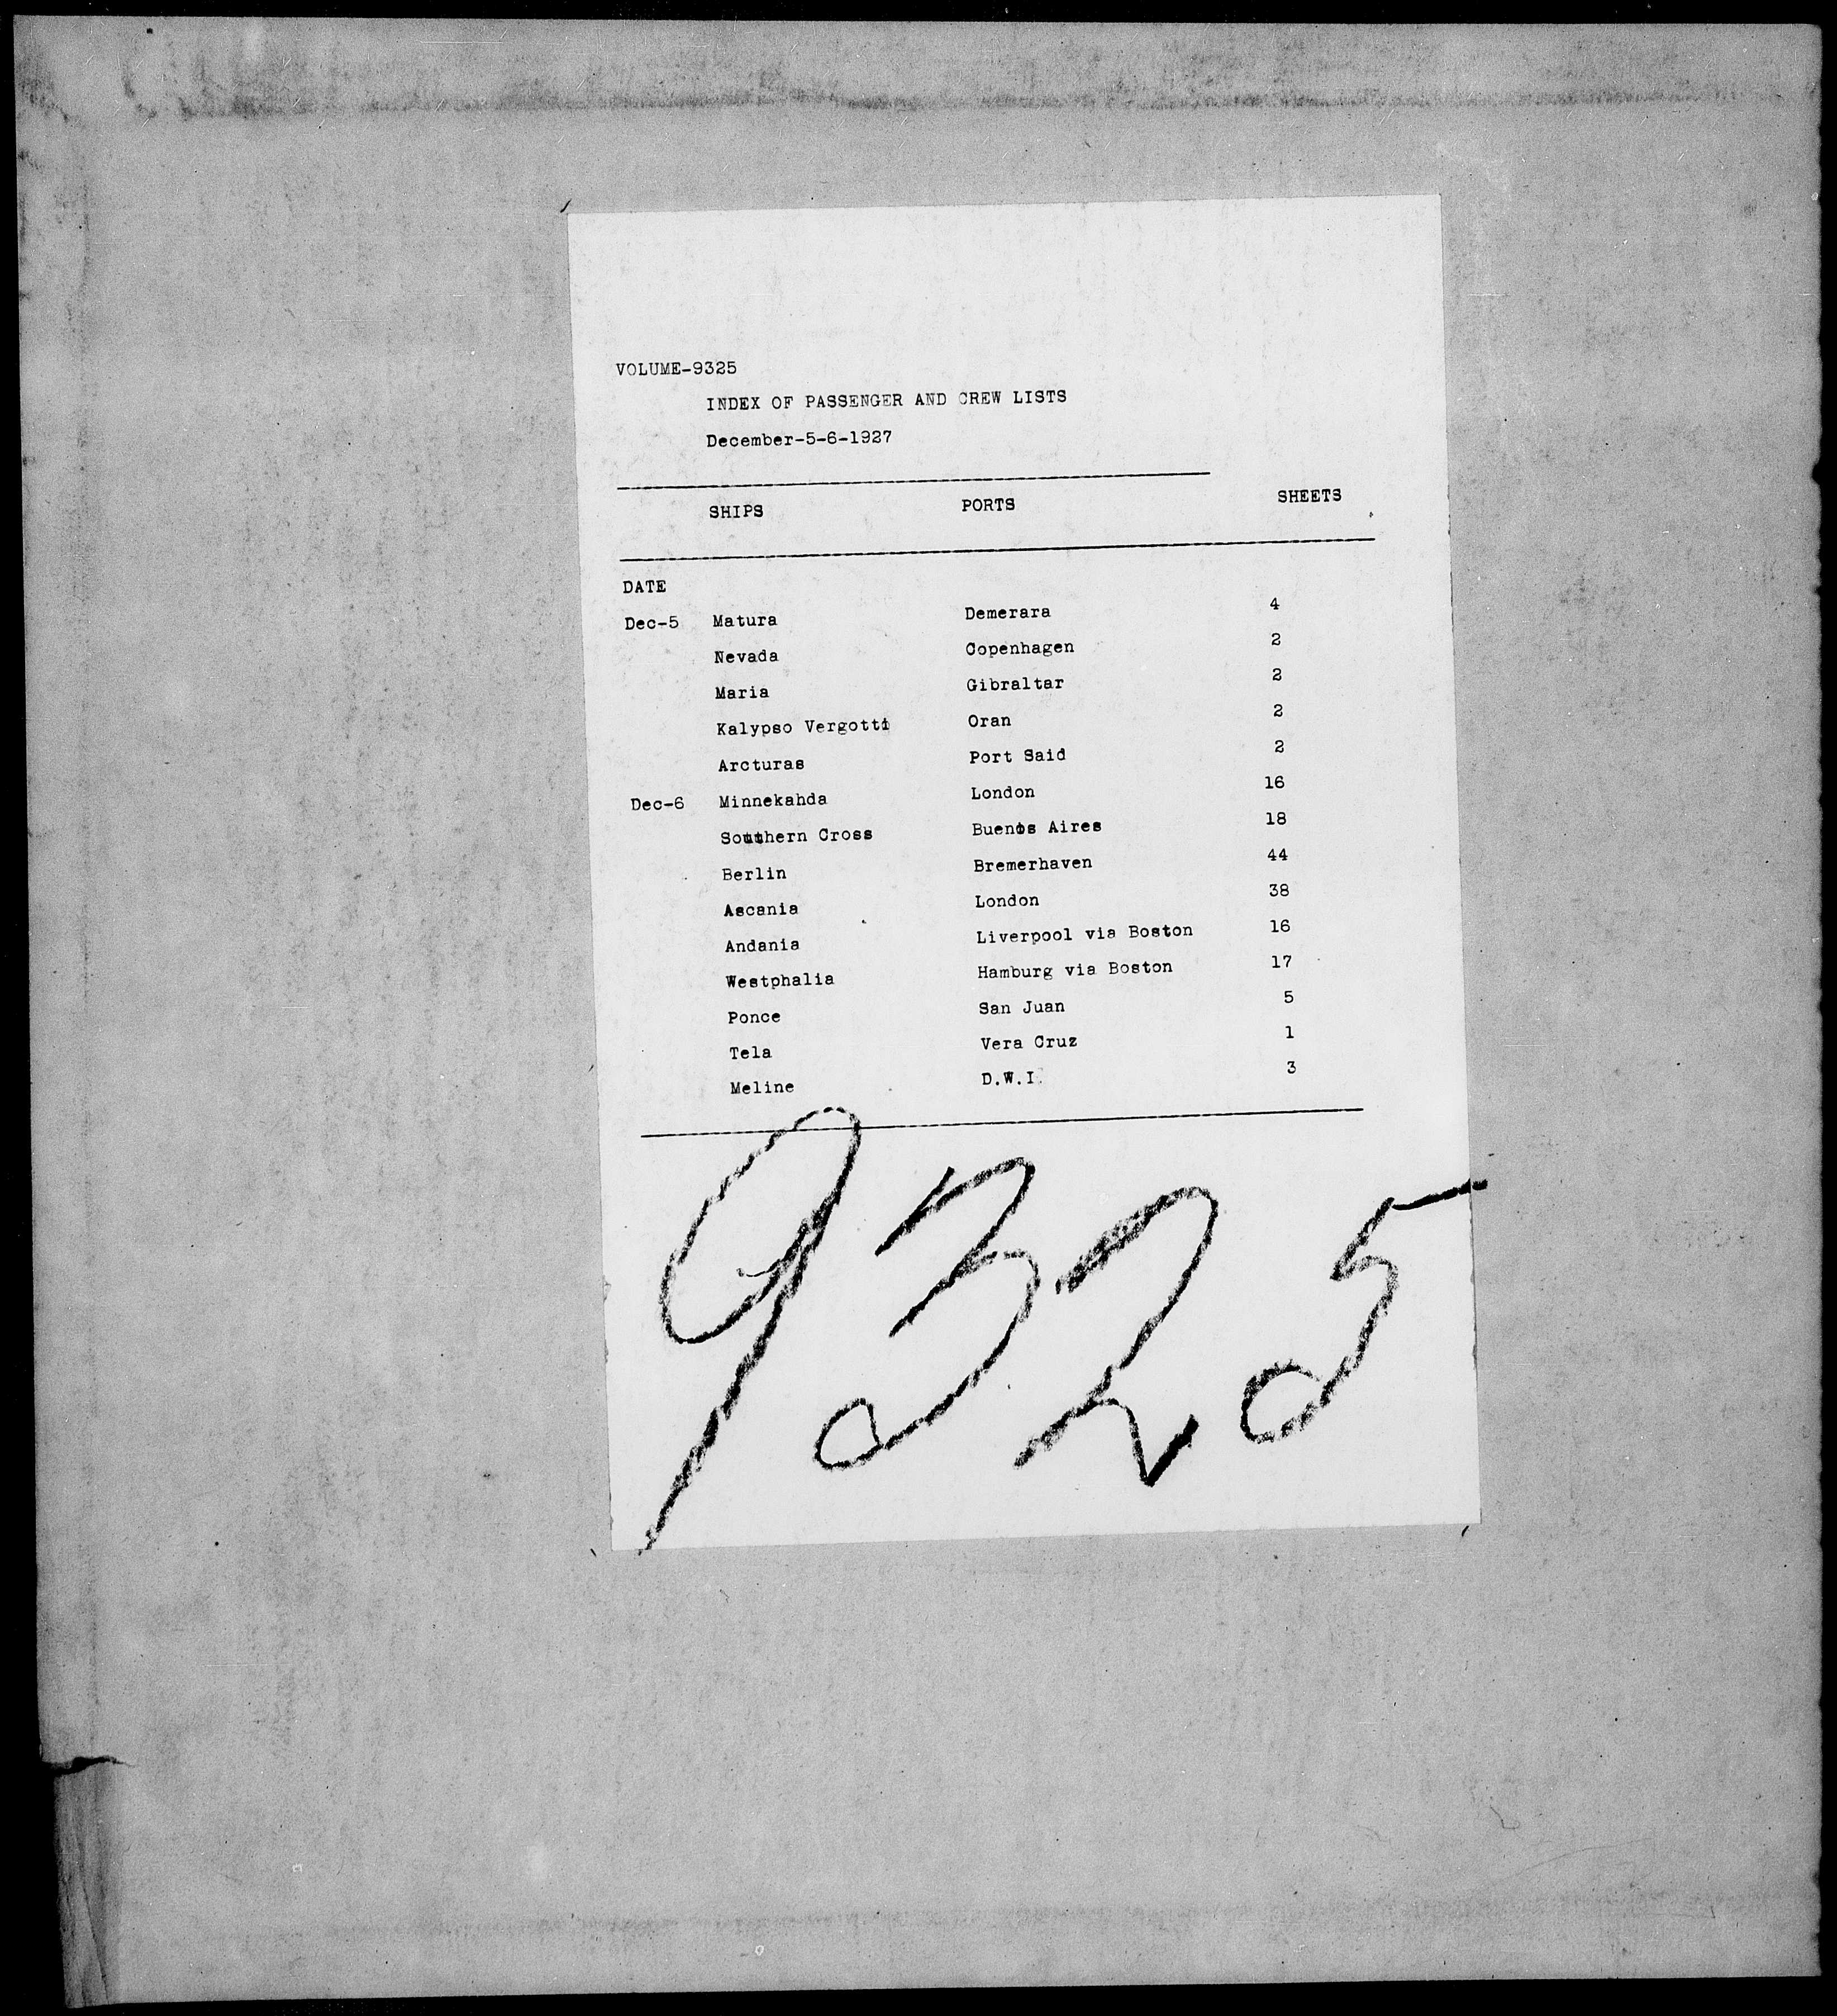 VOLUME-9325
INDEX OF PASSENGER AND CREW LISTS
December-5-6-1927
SHIPS PORTS SHEETS
DATE
Dec-5 Matura Demerara 4
Nevada Copenhagen 2
Maria Gibraltar 2
Kalypso Vergotti Oran 2
Arcturas Port Said 2
Dec-6 Minnekahda London 16
Southern Cross Buenos Aires 18
Berlin Bremerhaven 44
Ascania London 38
Andania Liverpool via Boston 16
Westphalia Hamburg via Boston 17
Ponce San Juan 5
Tela Vera Cruz 1
Meline D.W.I. 3
9325